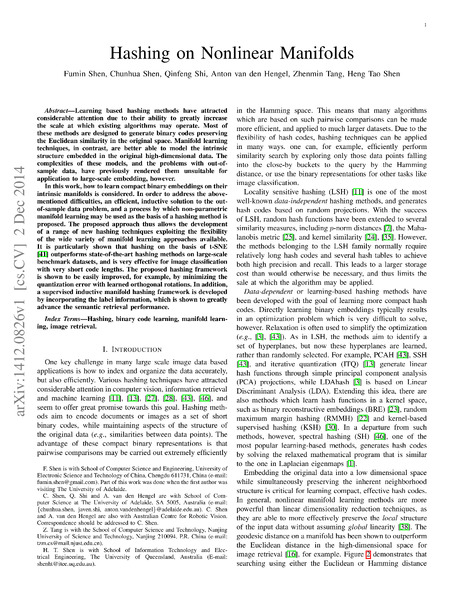 1
Hashing on Nonlinear Manifolds
Fumin Shen, Chunhua Shen, Qinfeng Shi, Anton van den Hengel, Zhenmin Tang, Heng Tao Shen
arXiv:1412.0826v1 [cs.CV] 2 Dec 2014
Abstract—Learning based hashing methods have attracted
considerable attention due to their ability to greatly increase
the scale at which existing algorithms may operate. Most
of these methods are designed to generate binary codes preserving
the Euclidean similarity in the original space. Manifold learning
techniques, in contrast, are better able to model the intrinsic
structure embedded in the original high-dimensional data. The
complexities of these models, and the problems with out-of-
sample data, have previously rendered them unsuitable for
application to large-scale embedding, however.
In this work, how to learn compact binary embeddings on their
intrinsic manifolds is considered. In order to address the above-
mentioned difficulties, an efficient, inductive solution to the out-
of-sample data problem, and a process by which non-parametric
manifold learning may be used as the basis of a hashing method is
proposed. The proposed approach thus allows the development
of a range of new hashing techniques exploiting the flexibility
of the wide variety of manifold learning approaches available.
It is particularly shown that hashing on the basis of t-SNE
[41] outperforms state-of-the-art hashing methods on large-scale
benchmark datasets, and is very effective for image classification
with very short code lengths. The proposed hashing framework
is shown to be easily improved, for example, by minimizing the
quantization error with learned orthogonal rotations. In addition,
a supervised inductive manifold hashing framework is developed
by incorporating the label information, which is shown to greatly
advance the semantic retrieval performance.
Index Terms—Hashing, binary code learning, manifold learn-
ing, image retrieval.
I. INTRODUCTION
One key challenge in many large scale image data based
applications is how to index and organize the data accurately,
but also efficiently. Various hashing techniques have attracted
considerable attention in computer vision, information retrieval
and machine learning [11], [13], [27], [28], [43], [46], and
seem to offer great promise towards this goal. Hashing meth-
ods aim to encode documents or images as a set of short
binary codes, while maintaining aspects of the structure of
the original data (e.g., similarities between data points). The
advantage of these compact binary representations is that
pairwise comparisons may be carried out extremely efficiently
F. Shen is with School of Computer Science and Engineering, University of
Electronic Science and Technology of China, Chengdu 611731, China (e-mail:
fumin.shen@gmail.com). Part of this work was done when the first author was
visiting The University of Adelaide.
C. Shen, Q. Shi and A. van den Hengel are with School of Com-
puter Science at The University of Adelaide, SA 5005, Australia (e-mail:
{chunhua.shen, javen.shi, anton.vandenhengel}@adelaide.edu.au). C. Shen
and A. van den Hengel are also with Australian Centre for Robotic Vision.
Correspondence should be addressed to C. Shen.
Z. Tang is with the School of Computer Science and Technology, Nanjing
University of Science and Technology, Nanjing 210094, P.R. China (e-mail:
tzm.cs@mail.njust.edu.cn).
H. T. Shen is with School of Information Technology and Elec-
trical Engineering, The University of Queensland, Australia (E-mail:
shenht@itee.uq.edu.au).
in the Hamming space. This means that many algorithms
which are based on such pairwise comparisons can be made
more efficient, and applied to much larger datasets. Due to the
flexibility of hash codes, hashing techniques can be applied
in many ways. one can, for example, efficiently perform
similarity search by exploring only those data points falling
into the close-by buckets to the query by the Hamming
distance, or use the binary representations for other tasks like
image classification.
Locality sensitive hashing (LSH) [11] is one of the most
well-known data-independent hashing methods, and generates
hash codes based on random projections. With the success
of LSH, random hash functions have been extended to several
similarity measures, including p-norm distances [7], the Maha-
lanobis metric [25], and kernel similarity [24], [35]. However,
the methods belonging to the LSH family normally require
relatively long hash codes and several hash tables to achieve
both high precision and recall. This leads to a larger storage
cost than would otherwise be necessary, and thus limits the
sale at which the algorithm may be applied.
Data-dependent or learning-based hashing methods have
been developed with the goal of learning more compact hash
codes. Directly learning binary embeddings typically results
in an optimization problem which is very difficult to solve,
however. Relaxation is often used to simplify the optimization
(e.g., [3], [43]). As in LSH, the methods aim to identify a
set of hyperplanes, but now these hyperplanes are learned,
rather than randomly selected. For example, PCAH [43], SSH
[43], and iterative quantization (ITQ) [13] generate linear
hash functions through simple principal component analysis
(PCA) projections, while LDAhash [3] is based on Linear
Discriminant Analysis (LDA). Extending this idea, there are
also methods which learn hash functions in a kernel space,
such as binary reconstructive embeddings (BRE) [23], random
maximum margin hashing (RMMH) [22] and kernel-based
supervised hashing (KSH) [30]. In a departure from such
methods, however, spectral hashing (SH) [46], one of the
most popular learning-based methods, generates hash codes
by solving the relaxed mathematical program that is similar
to the one in Laplacian eigenmaps [1].
Embedding the original data into a low dimensional space
while simultaneously preserving the inherent neighborhood
structure is critical for learning compact, effective hash codes.
In general, nonlinear manifold learning methods are more
powerful than linear dimensionality reduction techniques, as
they are able to more effectively preserve the local structure
of the input data without assuming global linearity [38]. The
geodesic distance on a manifold has been shown to outperform
the Euclidean distance in the high-dimensional space for
image retrieval [16], for example. Figure 2 demonstrates that
searching using either the Euclidean or Hamming distance